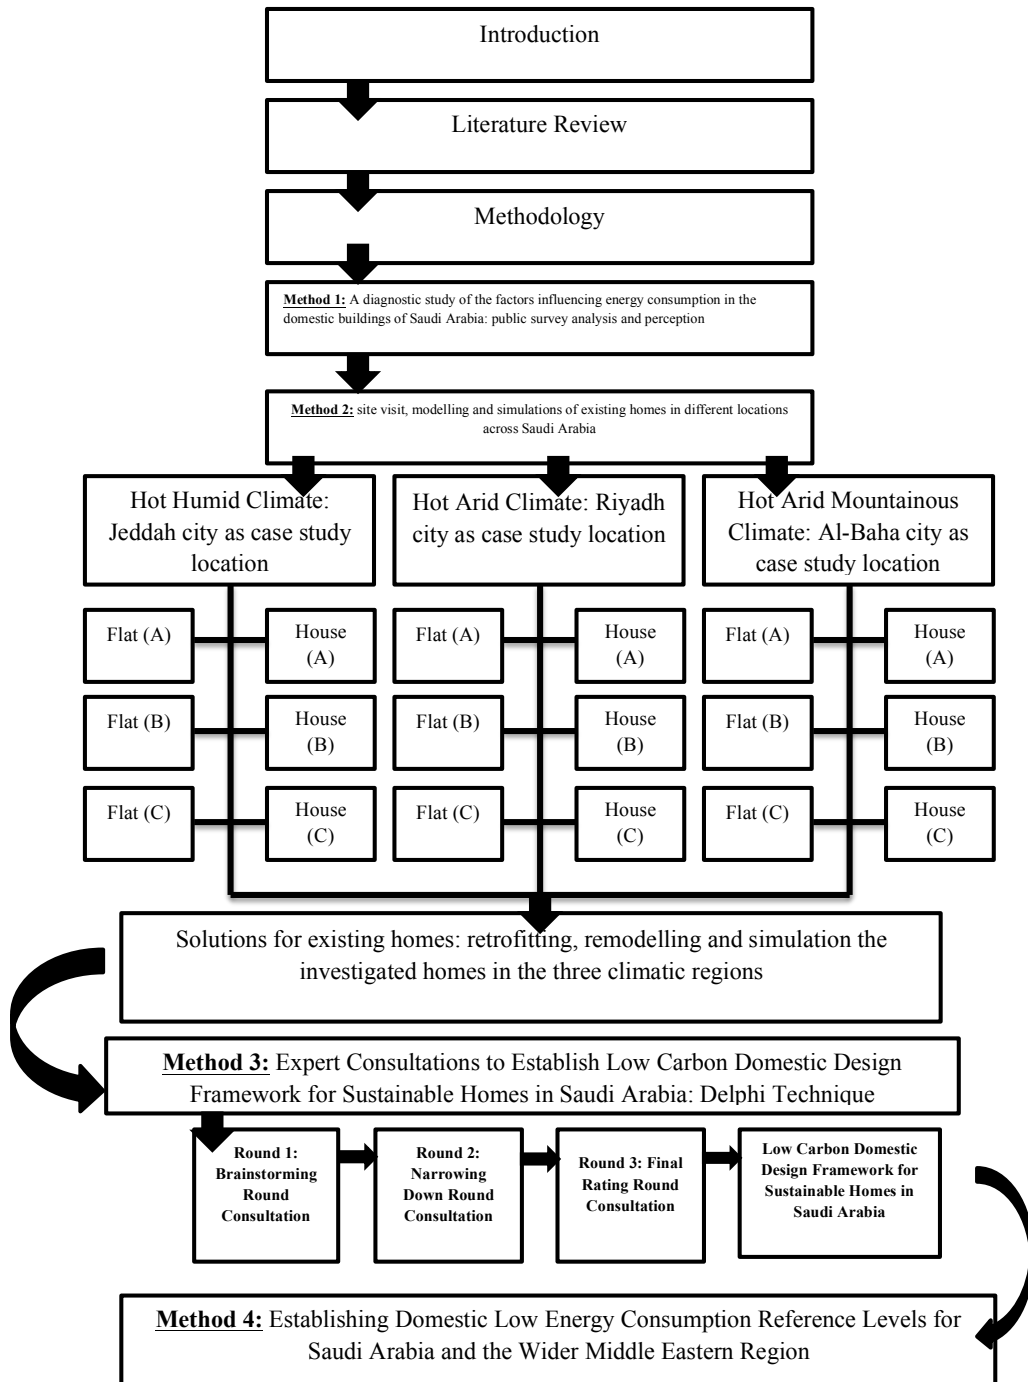 Introduction
Literature Review
Methodology
Method 1: A diagnostic study of the factors influencing energy consumption in the
domestic buildings of Saudi Arabia: public survey analysis and perception
Method 2: site visit, modelling and simulations of existing homes in different locations
across Saudi Arabia
Hot Humid Climate:
Jeddah city as case study
location
Hot Arid Climate: Riyadh
city as case study location
Hot Arid Mountainous
Climate: Al-Baha city as
case study location
Flat (A)
House
(A)
Flat (A)
House
(A)
Flat (A)
House
(A)
Flat (B)
House
(B)
Flat (B)
House
(B)
Flat (B)
House
(B)
Flat (C)
House
(C)
Flat (C)
House
(C)
Flat (C)
House
(C)
Solutions for existing homes: retrofitting, remodelling and simulation the
investigated homes in the three climatic regions
Method 3: Expert Consultations to Establish Low Carbon Domestic Design
Framework for Sustainable Homes in Saudi Arabia: Delphi Technique
Round 1:
Brainstorming
Round
Consultation
Round 2:
Narrowing
Down Round
Consultation
Round 3: Final
Rating Round
Consultation
Low Carbon Domestic
Design Framework for
Sustainable Homes in
Saudi Arabia
Method 4: Establishing Domestic Low Energy Consumption Reference Levels for
Saudi Arabia and the Wider Middle Eastern Region